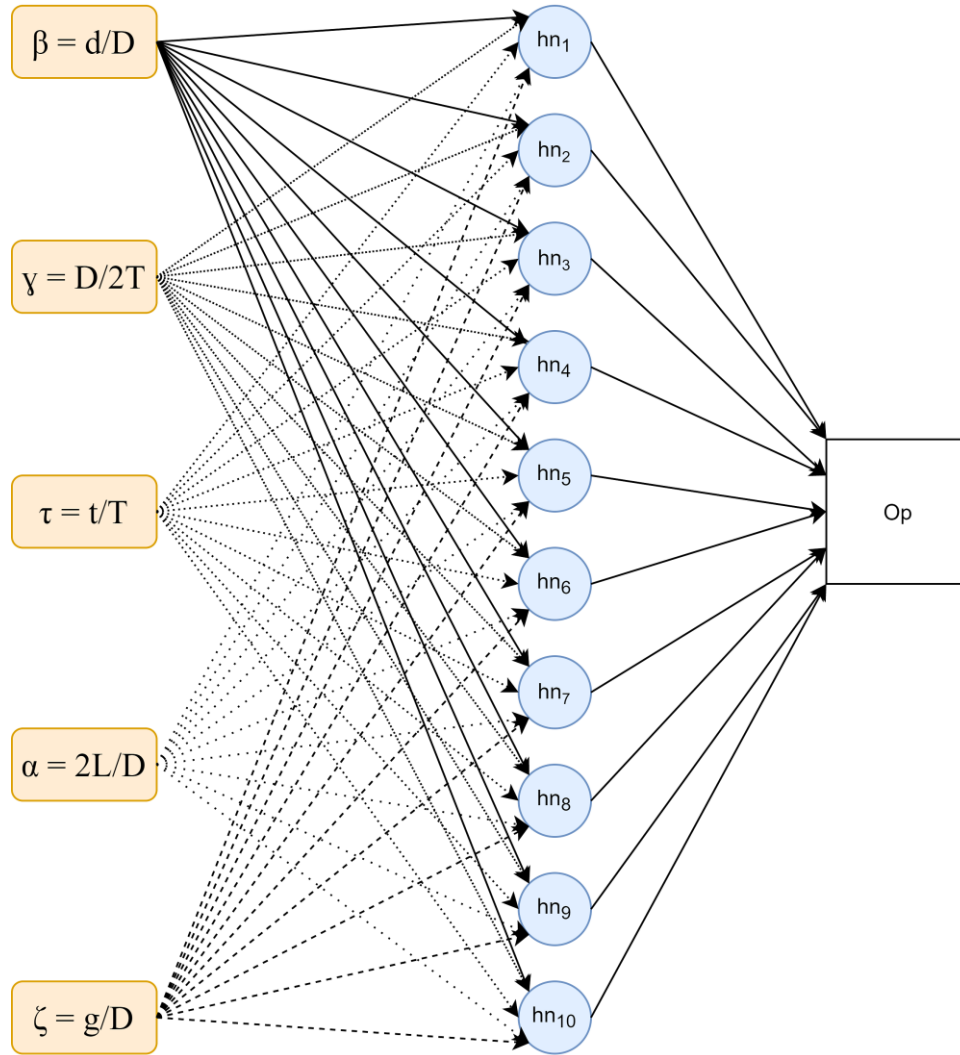 β = d/D
ɣ = D/2T
τ = t/T
α = 2L/D
ζ = g/D
hn₁
hn₂
hn₃
hn₄
hn₅
hn₆
hn₇
hn₈
hn₉
hn₁₀
Op